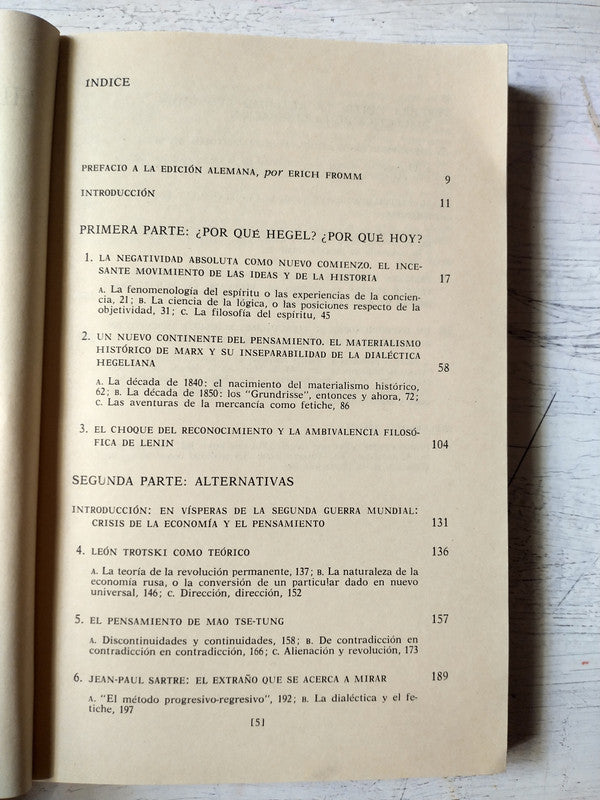 ÍNDICE
PREFACIO A LA EDICIÓN ALEMANA, por ERICH FROMM 9
INTRODUCCIÓN 11
PRIMERA PARTE: ¿POR QUÉ HEGEL? ¿POR QUÉ HOY?
1. LA NEGATIVIDAD ABSOLUTA COMO NUEVO COMIENZO. EL INCE-
SANTE MOVIMIENTO DE LAS IDEAS Y DE LA HISTORIA 17
A. La fenomenología del espíritu o las experiencias de la concien-
cia, 21; B. La ciencia de la lógica, o las posiciones respecto de la
objetividad, 31; C. La filosofía del espíritu, 45
2. UN NUEVO CONTINENTE DEL PENSAMIENTO. EL MATERIALISMO
HISTÓRICO DE MARX Y SU INSEPARABILIDAD DE LA DIALÉCTICA
HEGELIANA 58
A. La década de 1840: el nacimiento del materialismo histórico,
62; B. La década de 1850: los "Grundrisse", entonces y ahora, 72;
C. Las aventuras de la mercancía como fetiche, 86
3. EL CHOQUE DEL RECONOCIMIENTO Y LA AMBIVALENCIA FILOSÓ-
FICA DE LENIN 104
SEGUNDA PARTE: ALTERNATIVAS
INTRODUCCIÓN: EN VÍSPERAS DE LA SEGUNDA GUERRA MUNDIAL:
CRISIS DE LA ECONOMÍA Y EL PENSAMIENTO 131
4. LEÓN TROTSKI COMO TEÓRICO 136
A. La teoría de la revolución permanente, 137; B. La naturaleza de la
economía rusa, o la conversión de un particular dado en nuevo
universal, 146; C. Dirección, dirección, 152
5. EL PENSAMIENTO DE MAO TSE-TUNG 157
A. Discontinuidades y continuidades, 158; B. De contradicción en
contradicción en contradicción, 166; C. Alienación y revolución, 173
6. JEAN-PAUL SARTRE: EL EXTRAÑO QUE SE ACERCA A MIRAR 189
A. "El método progresivo-regresivo", 192; B. La dialéctica y el fe-
tiche, 197
[5]